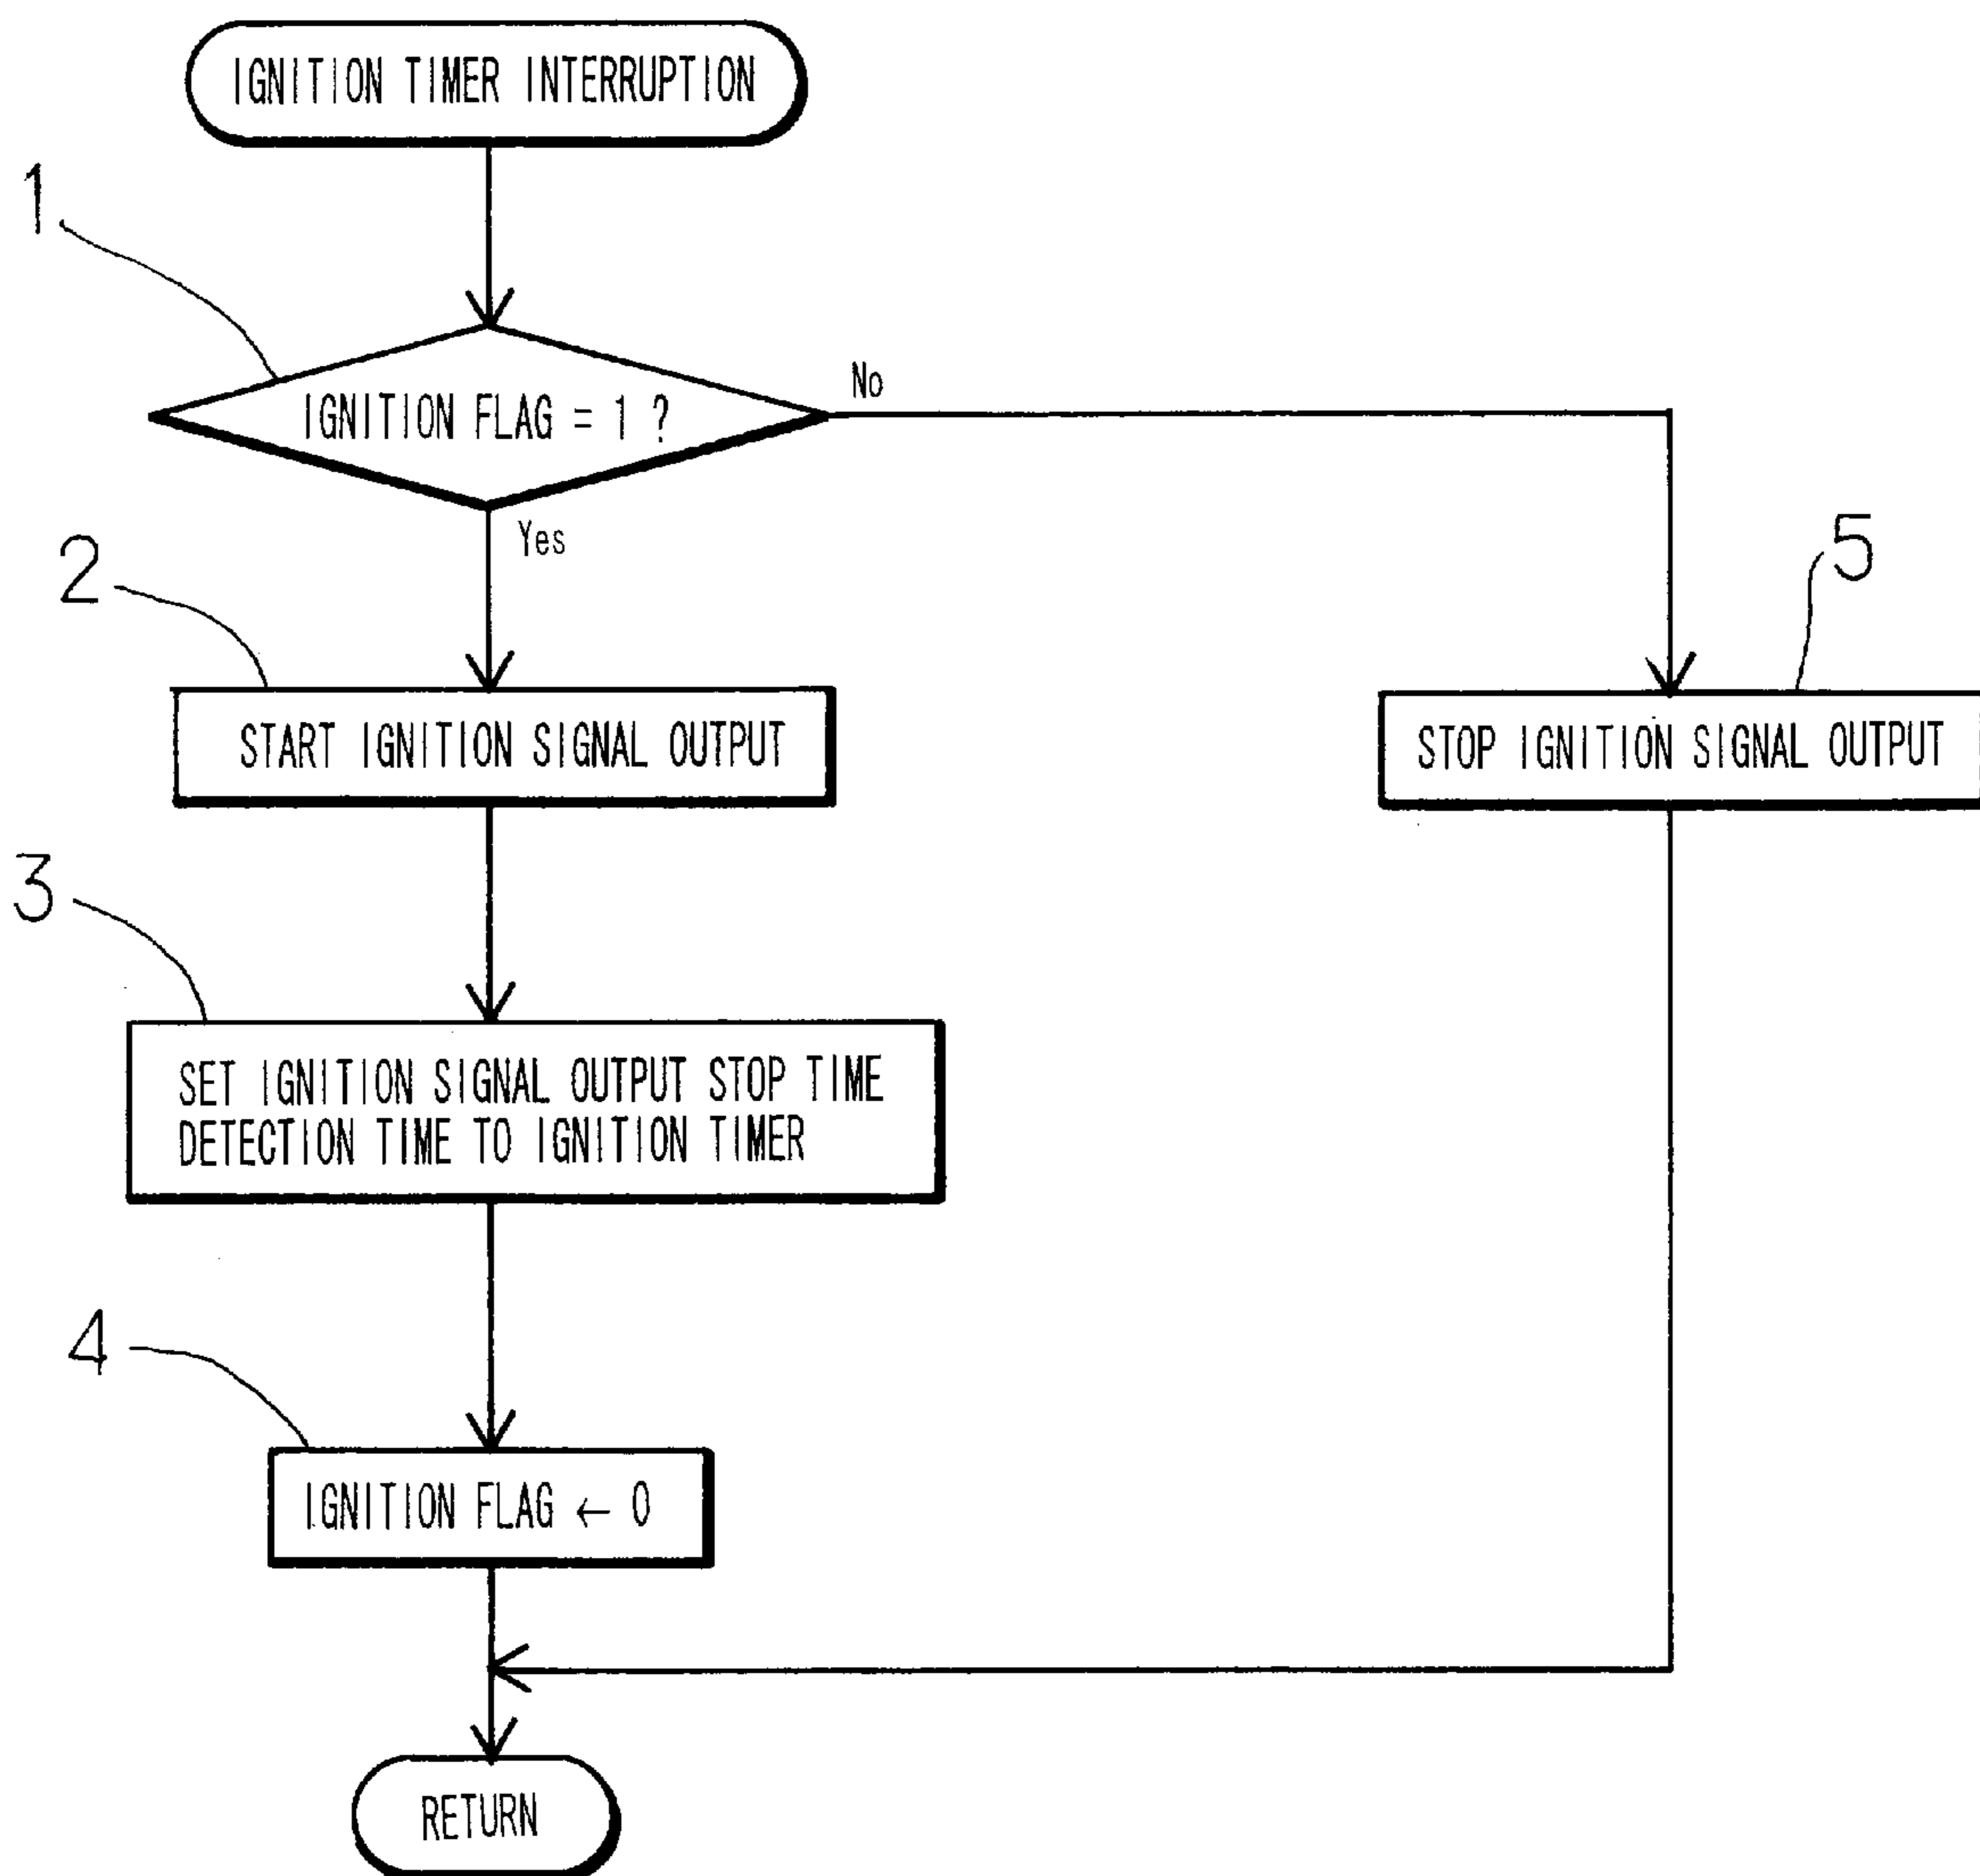 IGNITION TIMER INTERRUPTION
1
IGNITION FLAG = 1 ?
No
Yes
2
START IGNITION SIGNAL OUTPUT
5
STOP IGNITION SIGNAL OUTPUT
3
SET IGNITION SIGNAL OUTPUT STOP TIME
DETECTION TIME TO IGNITION TIMER
4
IGNITION FLAG ← 0
RETURN